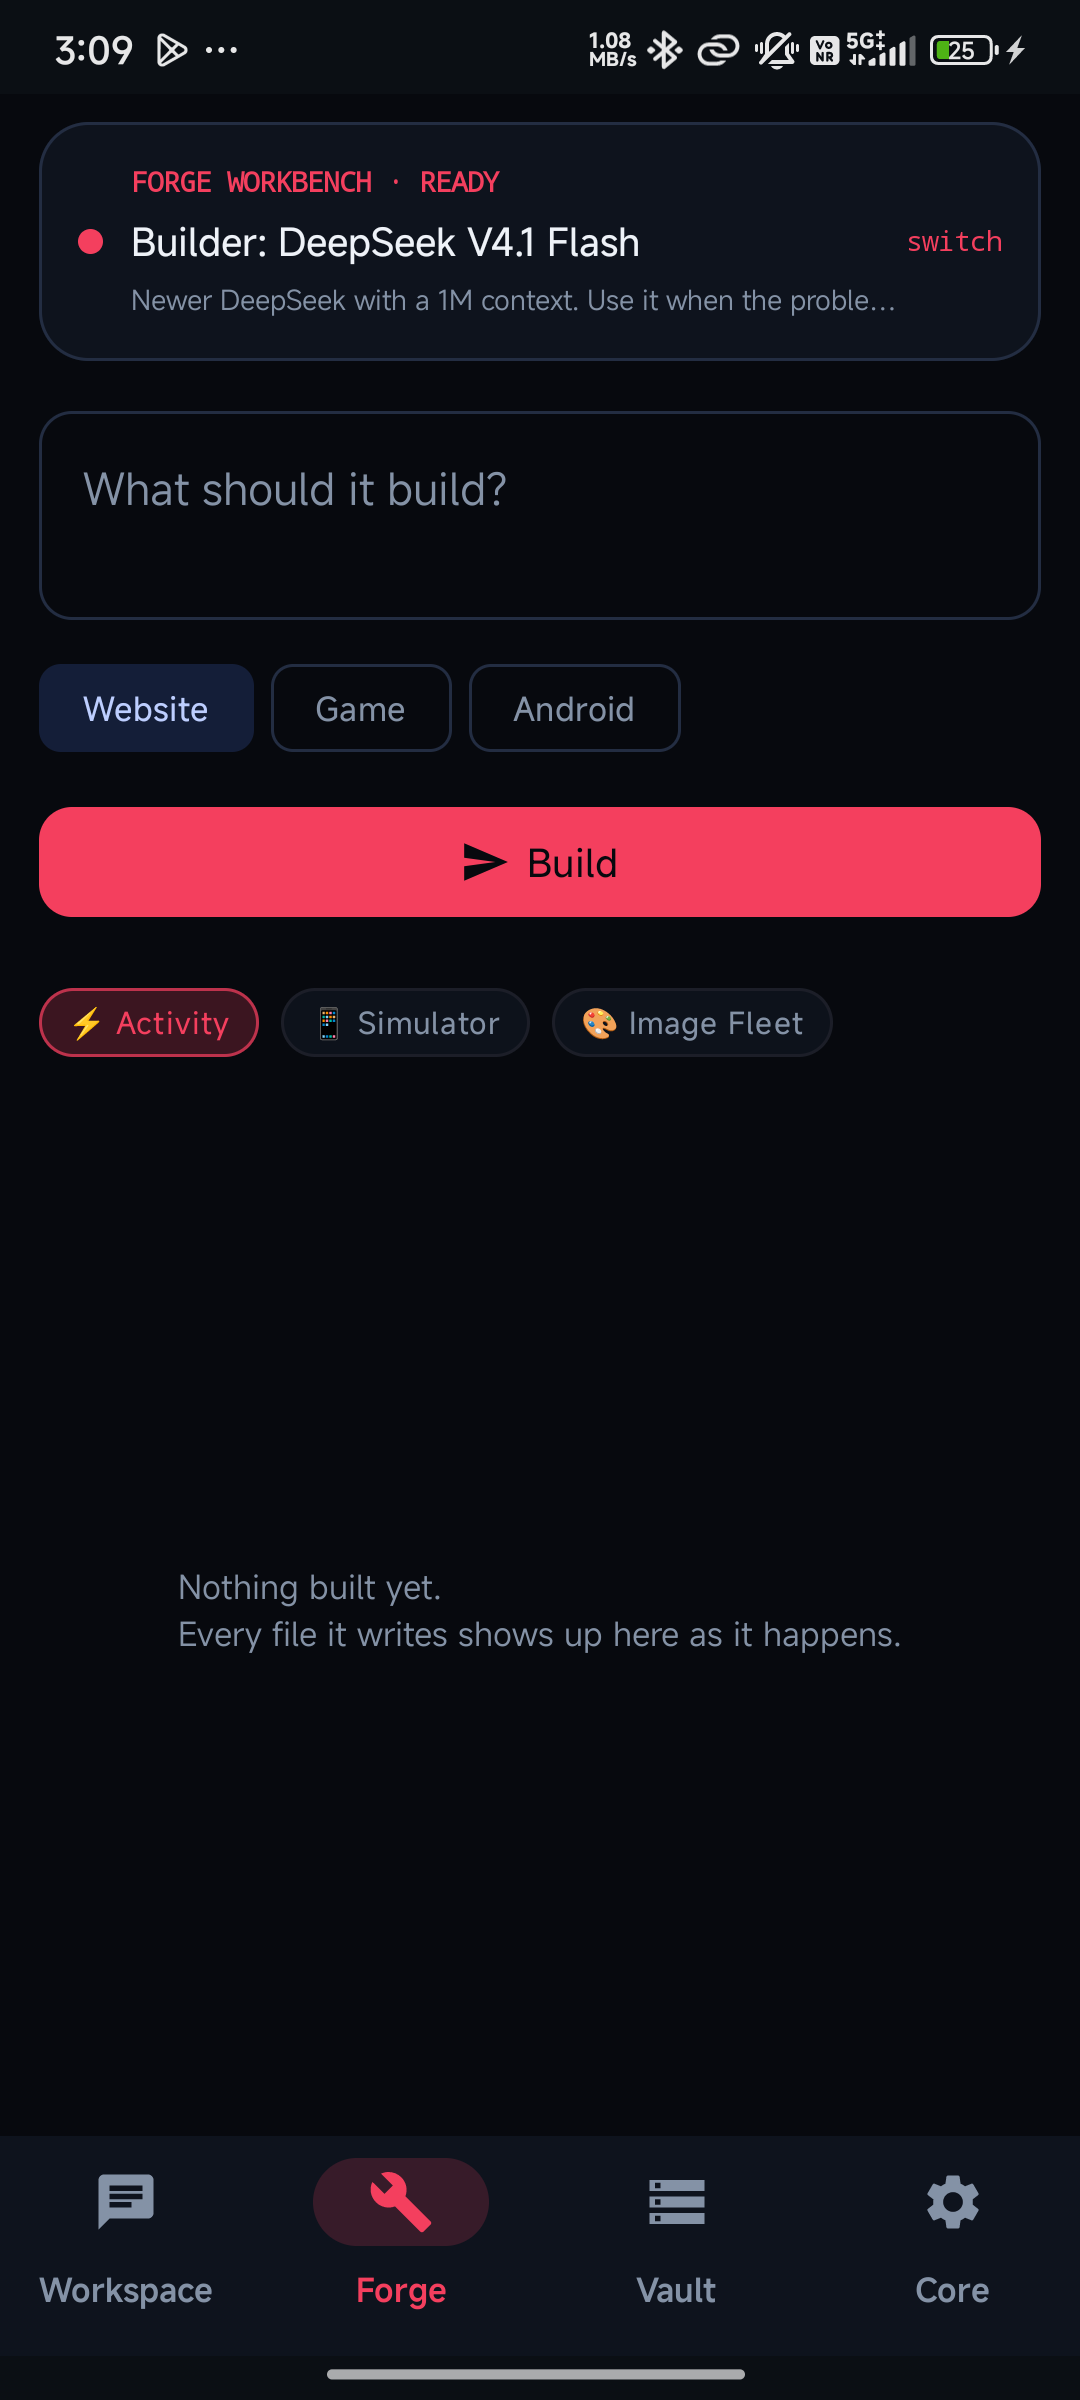 3:09
1.08
MB/s
Vo
NR
5G
25
FORGE WORKBENCH · READY
Builder: DeepSeek V4.1 Flash
switch
Newer DeepSeek with a 1M context. Use it when the proble…
What should it build?
Website
Game
Android
Build
⚡ Activity
📱 Simulator
🎨 Image Fleet
Nothing built yet.
Every file it writes shows up here as it happens.
Workspace
Forge
Vault
Core